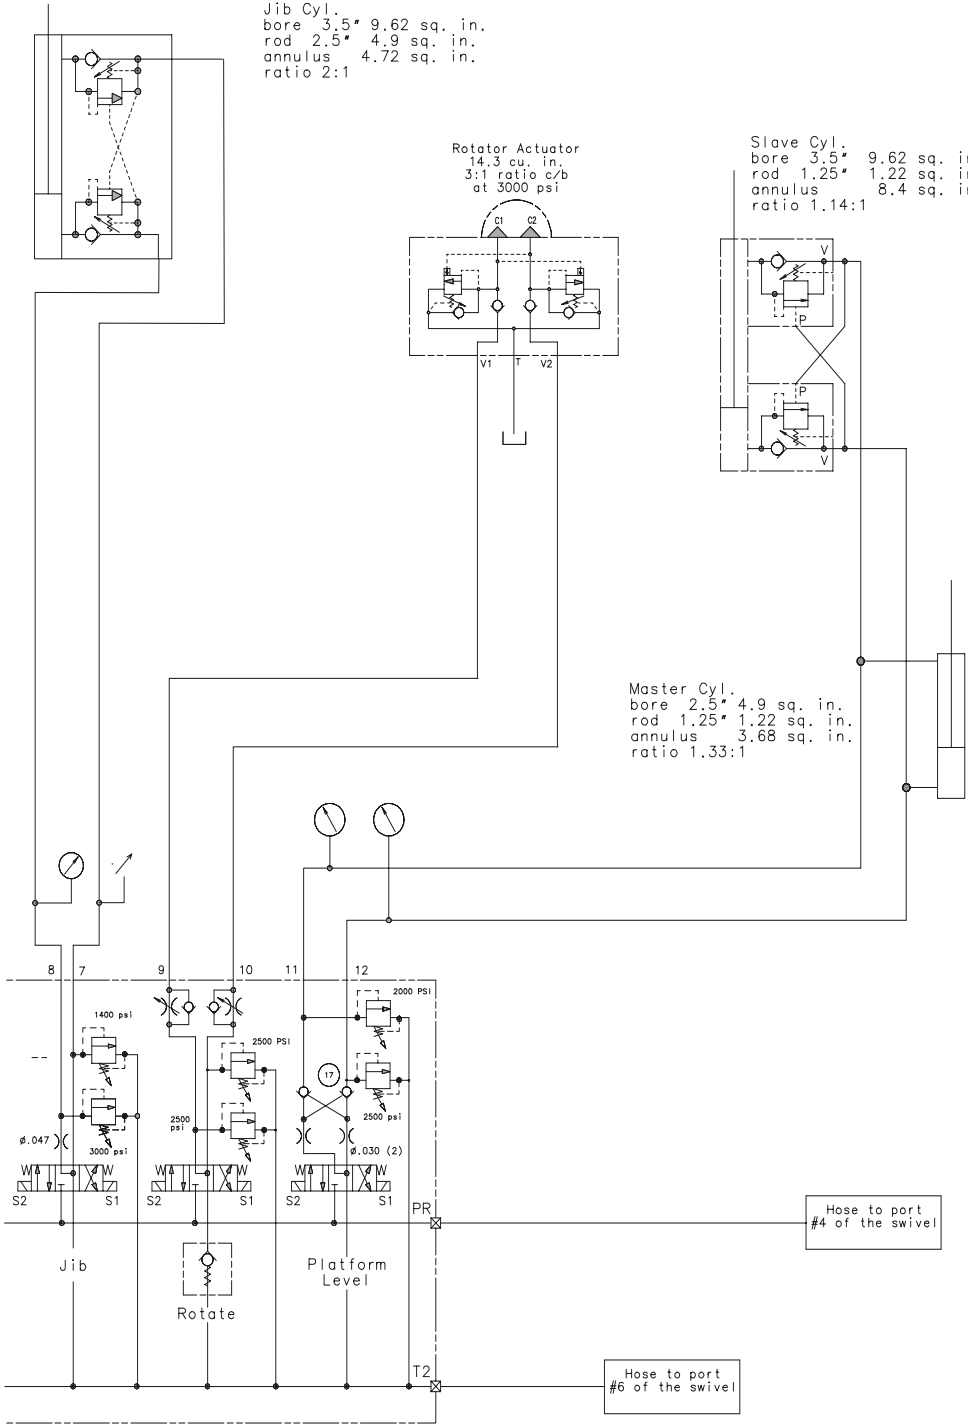 Jib Cyl.
bore 3.5" 9.62 sq. in.
rod 2.5" 4.9 sq. in.
annulus 4.72 sq. in.
ratio 2:1
Rotator Actuator
14.3 cu. in.
3:1 ratio c/b
at 3000 psi
C1 C2
V1 T V2
Slave Cyl.
bore 3.5" 9.62 sq.
rod 1.25" 1.22 sq.
annulus 8.4 sq.
ratio 1.14:1
V
P
P
V
Master Cyl.
bore 2.5" 4.9 sq. in.
rod 1.25" 1.22 sq. in.
annulus 3.68 sq. in.
ratio 1.33:1
8 7 9 10 11 12
1400 psi
3000 psi
ø.047
2500 PSI
2500
psi
2000 PSI
17
2500 psi
ø.030 (2)
S2 S1
S2 S1
S2 S1
PR
Jib
Rotate
Platform
Level
T2
Hose to port
#4 of the swivel
Hose to port
#6 of the swivel